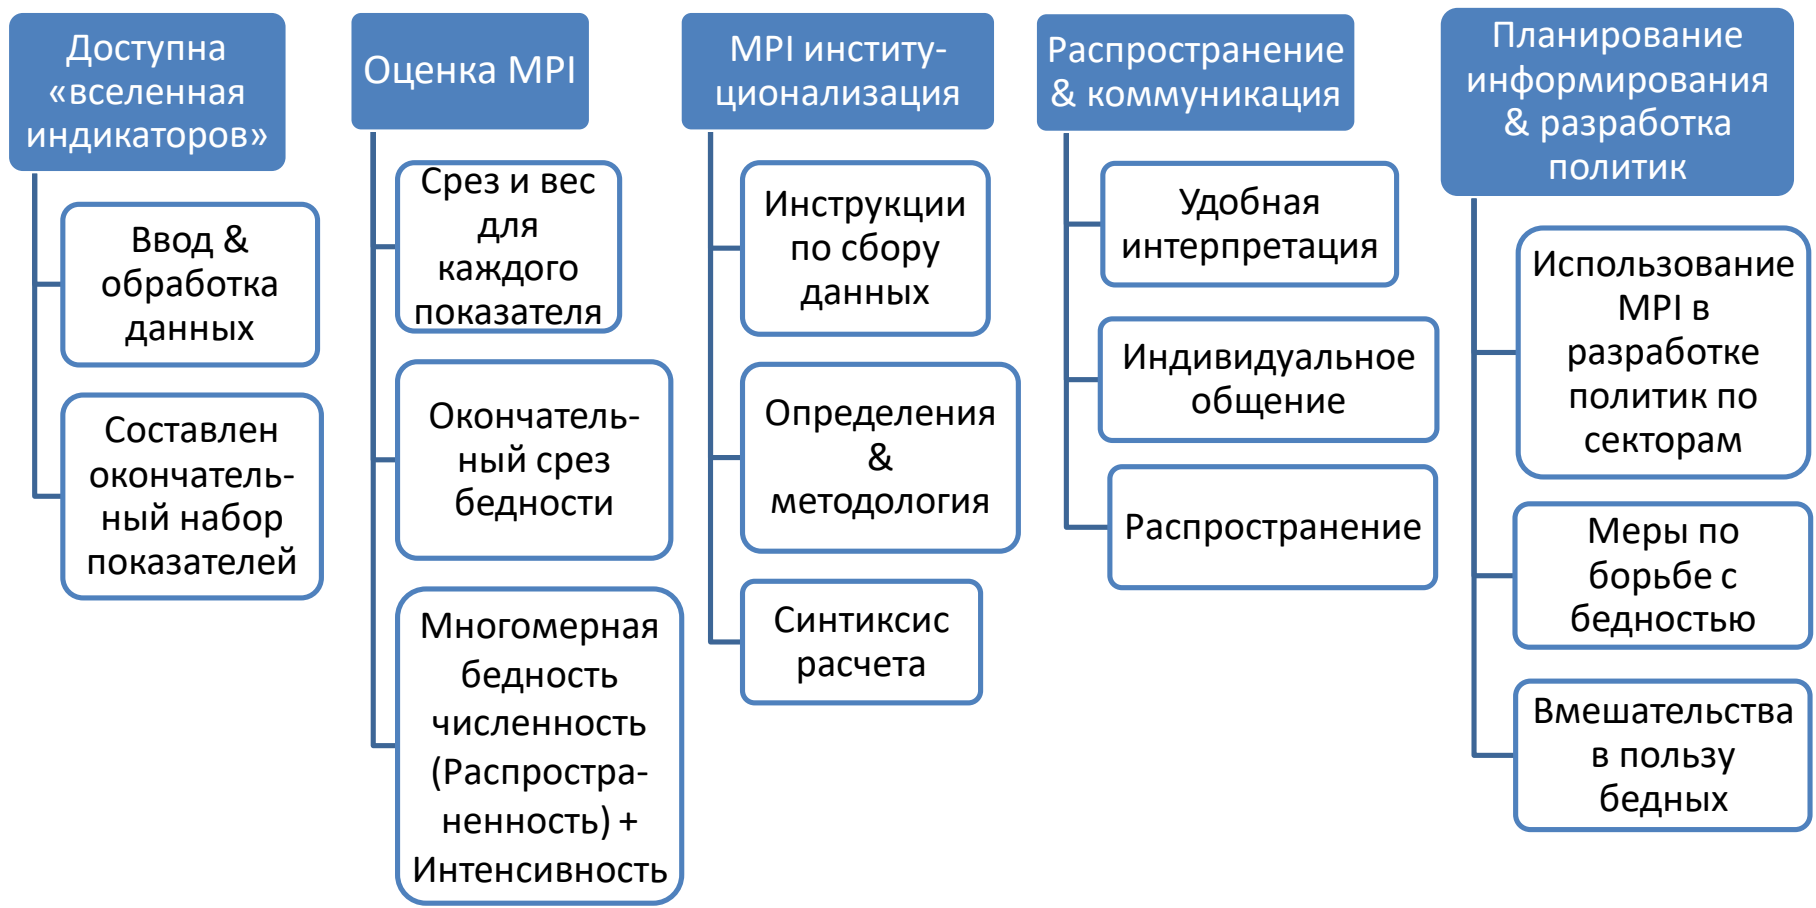 Доступна
«вселенная
индикаторов»
Ввод &
обработка
данных
Составлен
окончатель-
ный набор
показателей
Оценка MPI
Срез и вес
для
каждого
показателя
Окончатель-
ный срез
бедности
Многомерная
бедность
численность
(Распростра-
ненность) +
Интенсивность
MPI институ-
ционализация
Инструкции
по сбору
данных
Определения
&
методология
Синтиксис
расчета
Распространение
& коммуникация
Удобная
интерпретация
Индивидуальное
общение
Распространение
Планирование
информирования
& разработка
политик
Использование
MPI в
разработке
политик по
секторам
Меры по
борьбе с
бедностью
Вмешательства
в пользу
бедных